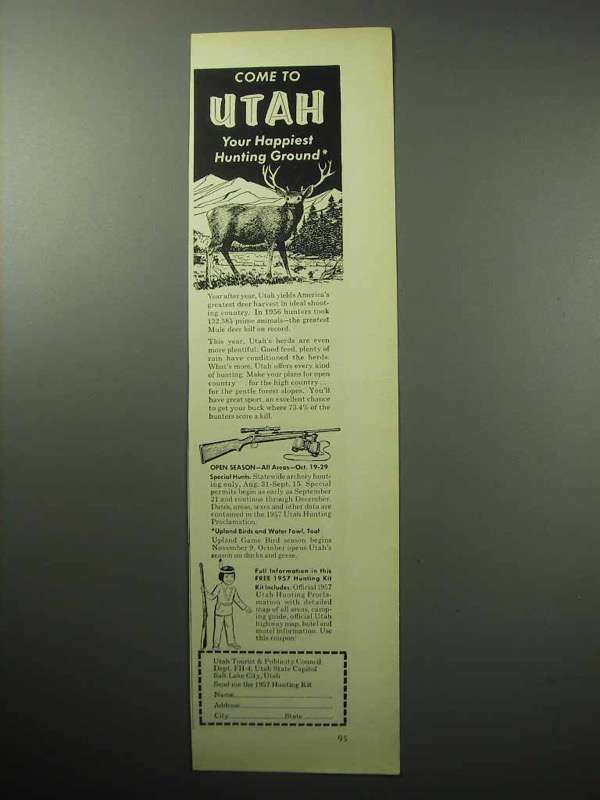 COME TO
UTAH
Your Happiest
Hunting Ground*
Year after year, Utah yields America's
greatest deer harvest in ideal shoot-
ing country. In 1956 hunters took
132,384 prime animals—the greatest
Mule deer kill on record.
This year, Utah's herds are even
more plentiful. Good feed, plenty of
rain have conditioned the herds.
What's more, Utah offers every kind
of hunting. Make your plans for open
country . . . for the high country . . .
for the gentle forest slopes. You'll
have great sport, an excellent chance
to get your buck where 73.4% of the
hunters score a kill.
OPEN SEASON—All Areas—Oct. 19-29
Special Hunts: Statewide archery hunt-
ing only, Aug. 31-Sept. 15. Special
permits begin as early as September
21 and continue through December.
Dates, areas, sexes and other data are
contained in the 1957 Utah Hunting
Proclamation.
*Upland Birds and Water Fowl, Too!
Upland Game Bird season begins
November 9, October opens Utah's
season on ducks and geese.
Full Information in this
FREE 1957 Hunting Kit
Kit Includes: Official 1957
Utah Hunting Procla-
mation with detailed
map of all areas, camp-
ing guide, official Utah
highway map, hotel and
motel information. Use
this coupon:
Utah Tourist & Publicity Council
Dept. FH-4, Utah State Capitol
Salt Lake City, Utah
Send me the 1957 Hunting Kit
Name
Address
City State
95